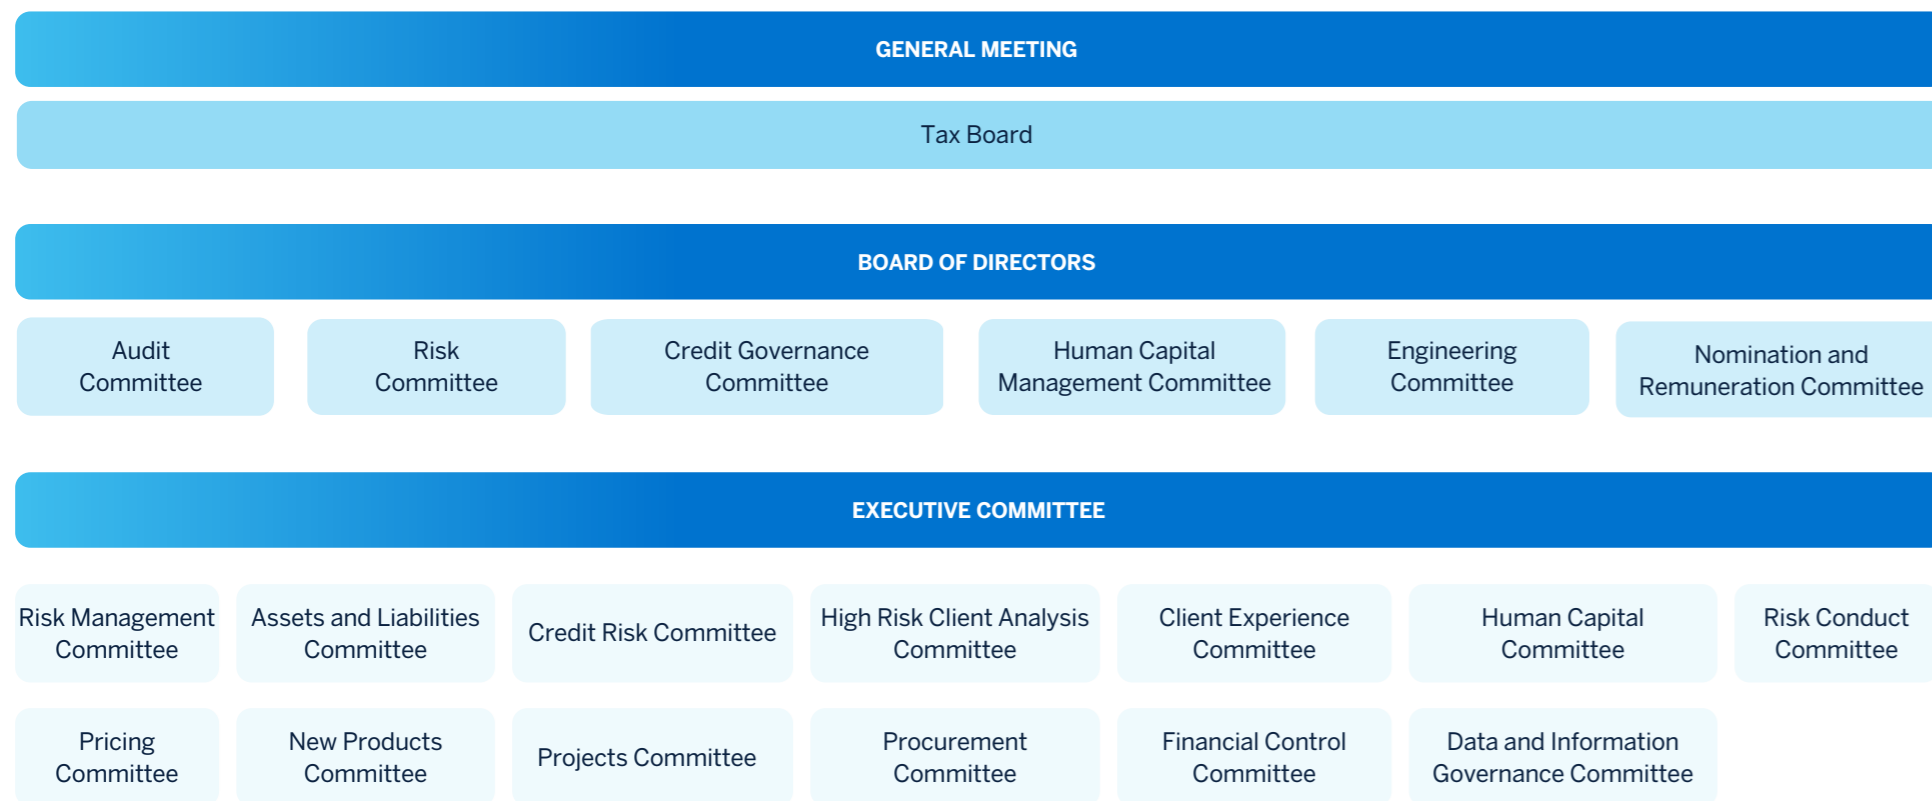 GENERAL MEETING
Tax Board
BOARD OF DIRECTORS
Audit
Committee
Risk
Committee
Credit Governance
Committee
Human Capital
Management Committee
Engineering
Committee
Nomination and
Remuneration Committee
EXECUTIVE COMMITTEE
Risk Management
Committee
Assets and Liabilities
Committee
Credit Risk Committee
High Risk Client Analysis
Committee
Client Experience
Committee
Human Capital
Committee
Risk Conduct
Committee
Pricing
Committee
New Products
Committee
Projects Committee
Procurement
Committee
Financial Control
Committee
Data and Information
Governance Committee